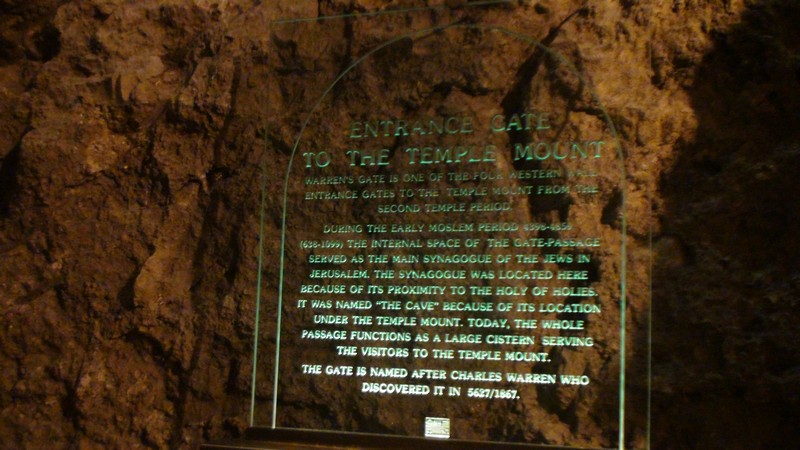 ENTRANCE GATE
TO THE TEMPLE MOUNT
WARREN'S GATE IS ONE OF THE FOUR WESTERN WALL
ENTRANCE GATES TO THE TEMPLE MOUNT FROM THE
SECOND TEMPLE PERIOD.
DURING THE EARLY MOSLEM PERIOD
(638-1099) THE INTERNAL SPACE OF THE GATE-PASSAGE
SERVED AS THE MAIN SYNAGOGUE OF THE JEWS IN
JERUSALEM. THE SYNAGOGUE WAS LOCATED HERE
BECAUSE OF ITS PROXIMITY TO THE HOLY OF HOLIES.
IT WAS NAMED "THE CAVE" BECAUSE OF ITS LOCATION
UNDER THE TEMPLE MOUNT. TODAY, THE WHOLE
PASSAGE FUNCTIONS AS A LARGE CISTERN SERVING
THE VISITORS TO THE TEMPLE MOUNT.
THE GATE IS NAMED AFTER CHARLES WARREN WHO
DISCOVERED IT IN 5627/1867.